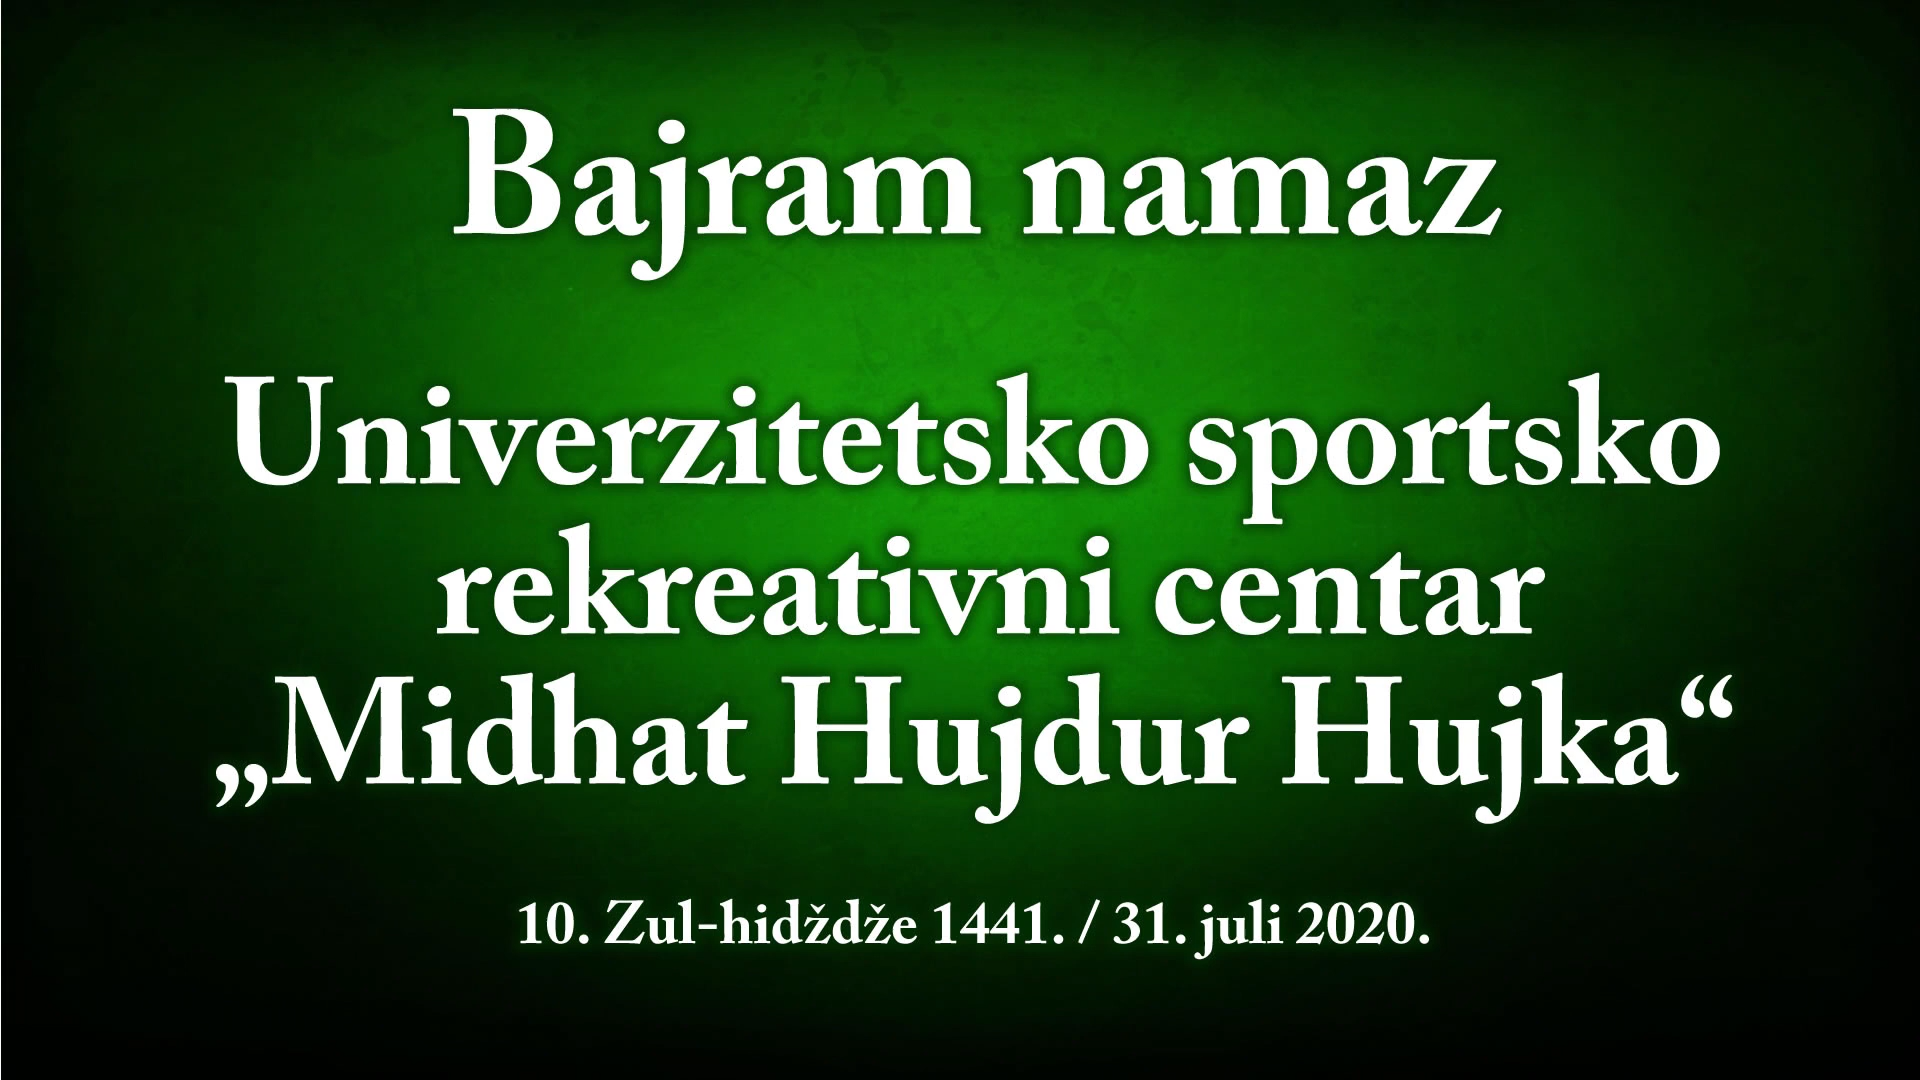 Bajram namaz
Univerzitetsko sportsko
rekreativni centar
„Midhat Hujdur Hujka“
10. Zul-hidždže 1441. / 31. juli 2020.